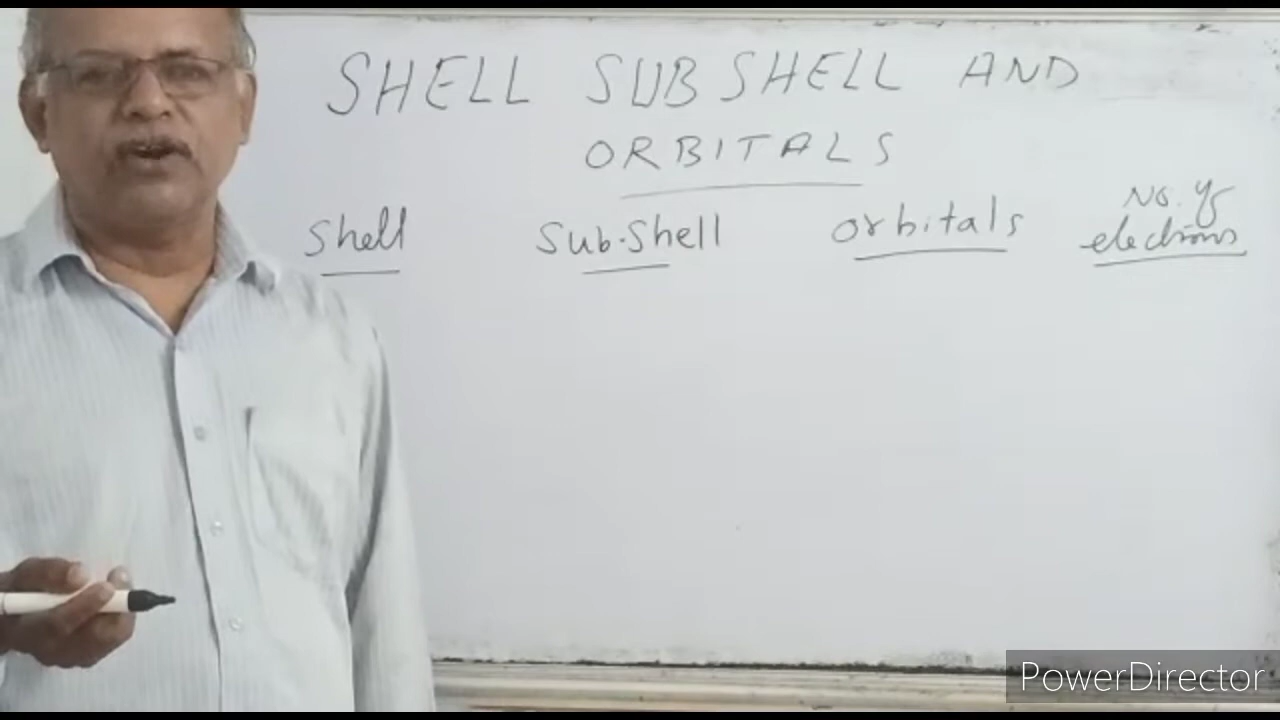 SHELL SUBSHELL AND
ORBITALS
Shell Sub-Shell orbitals No. of
electrons
PowerDirector